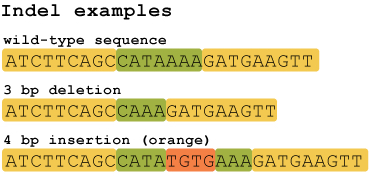 Indel examples
wild-type sequence
ATCTTCAGCCATAAAAGATGAAGTT
3 bp deletion
ATCTTCAGCCAAAGATGAAGTT
4 bp insertion (orange)
ATCTTCAGCCATATGTGAAAGATGAAGTT